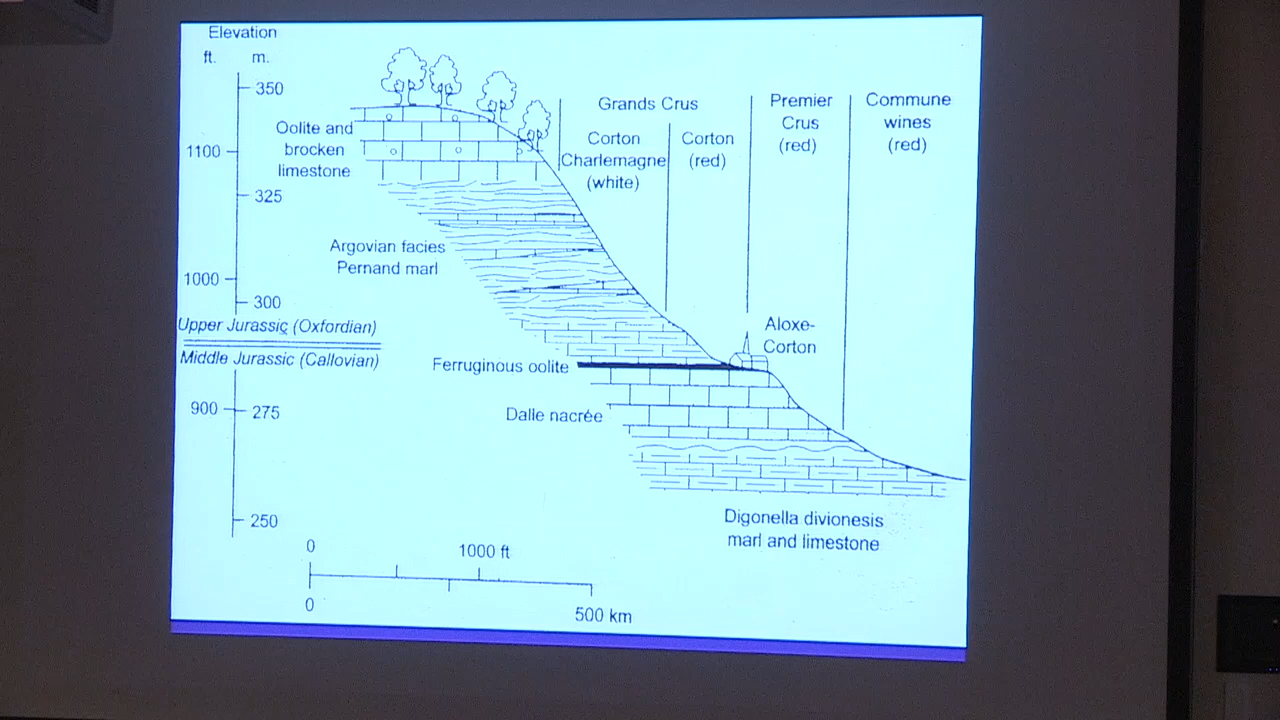 Elevation
ft. m.
350
1100
325
1000
300
Upper Jurassic (Oxfordian)
Middle Jurassic (Callovian)
900
275
250
Oolite and
brocken
limestone
Argovian facies
Pernand marl
Ferruginous oolite
Dalle nacrée
Digonella divionesis
marl and limestone
Grands Crus
Corton
Charlemagne
(white)
Corton
(red)
Premier
Crus
(red)
Commune
wines
(red)
Aloxe-
Corton
0
1000 ft
0
500 km